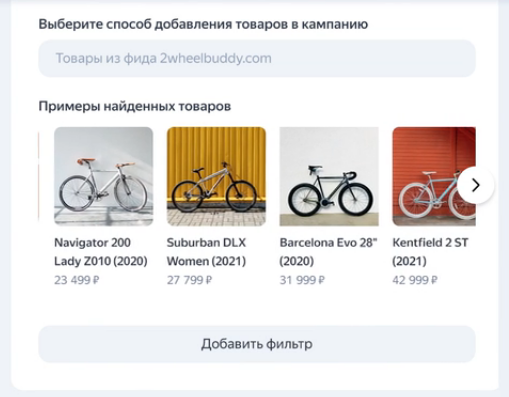 Выберите способ добавления товаров в кампанию
Товары из фида 2wheelbuddy.com
Примеры найденных товаров
Navigator 200
Lady Z010 (2020)
23 499 ₽
Suburban DLX
Women (2021)
27 799 ₽
Barcelona Evo 28"
(2020)
31 999 ₽
Kentfield 2 ST
(2021)
42 999 ₽
Добавить фильтр